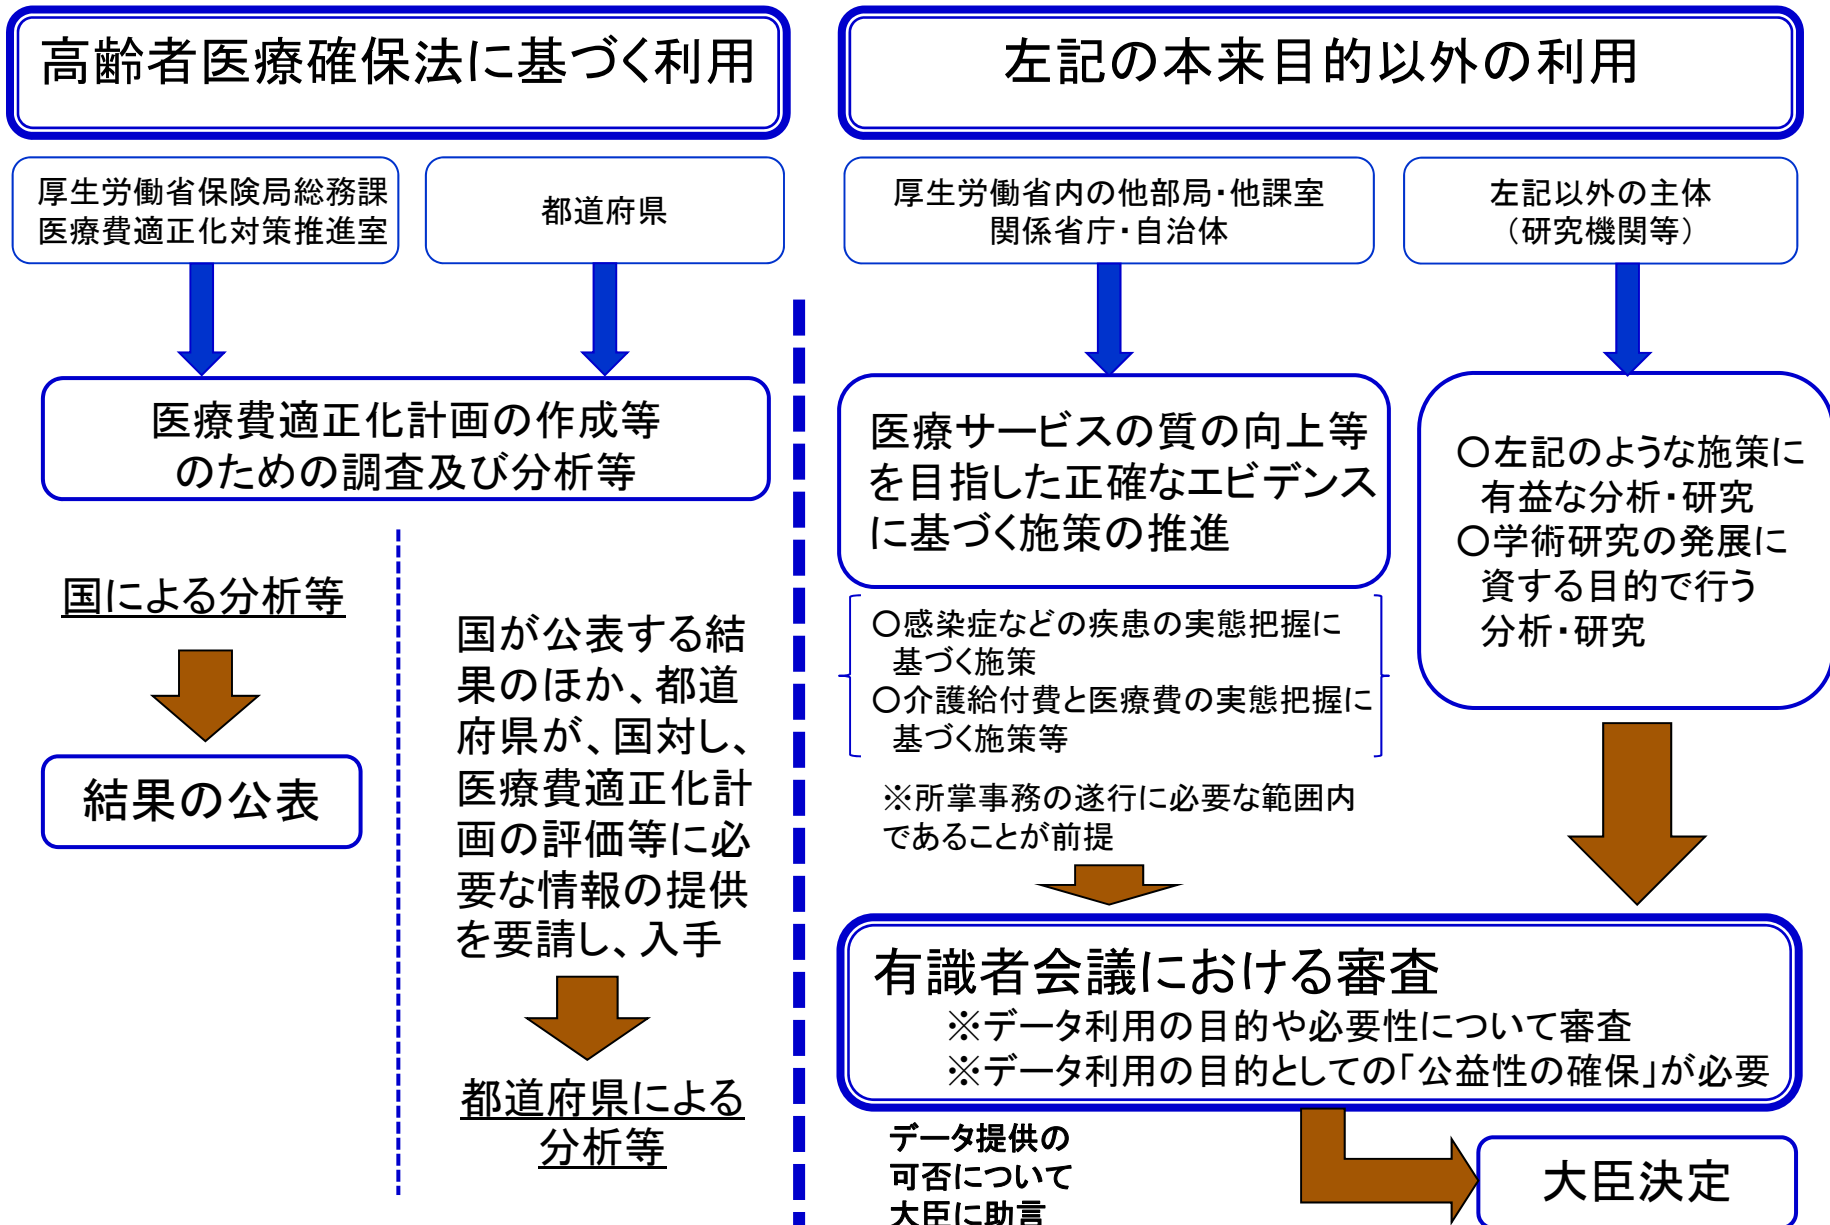 高齢者医療確保法に基づく利用
左記の本来目的以外の利用
厚生労働省保険局総務課
医療費適正化対策推進室
都道府県
厚生労働省内の他部局・他課室
関係省庁・自治体
左記以外の主体
（研究機関等）
医療費適正化計画の作成等
のための調査及び分析等
国による分析等
結果の公表
国が公表する結
果のほか、都道
府県が、国対し、
医療費適正化計
画の評価等に必
要な情報の提供
を要請し、入手
都道府県による
分析等
医療サービスの質の向上等
を目指した正確なエビデンス
に基づく施策の推進
○感染症などの疾患の実態把握に
基づく施策
○介護給付費と医療費の実態把握に
基づく施策等
※所掌事務の遂行に必要な範囲内
であることが前提
○左記のような施策に
有益な分析・研究
○学術研究の発展に
資する目的で行う
分析・研究
有識者会議における審査
※データ利用の目的や必要性について審査
※データ利用の目的としての「公益性の確保」が必要
データ提供の
可否について
大臣に助言
大臣決定